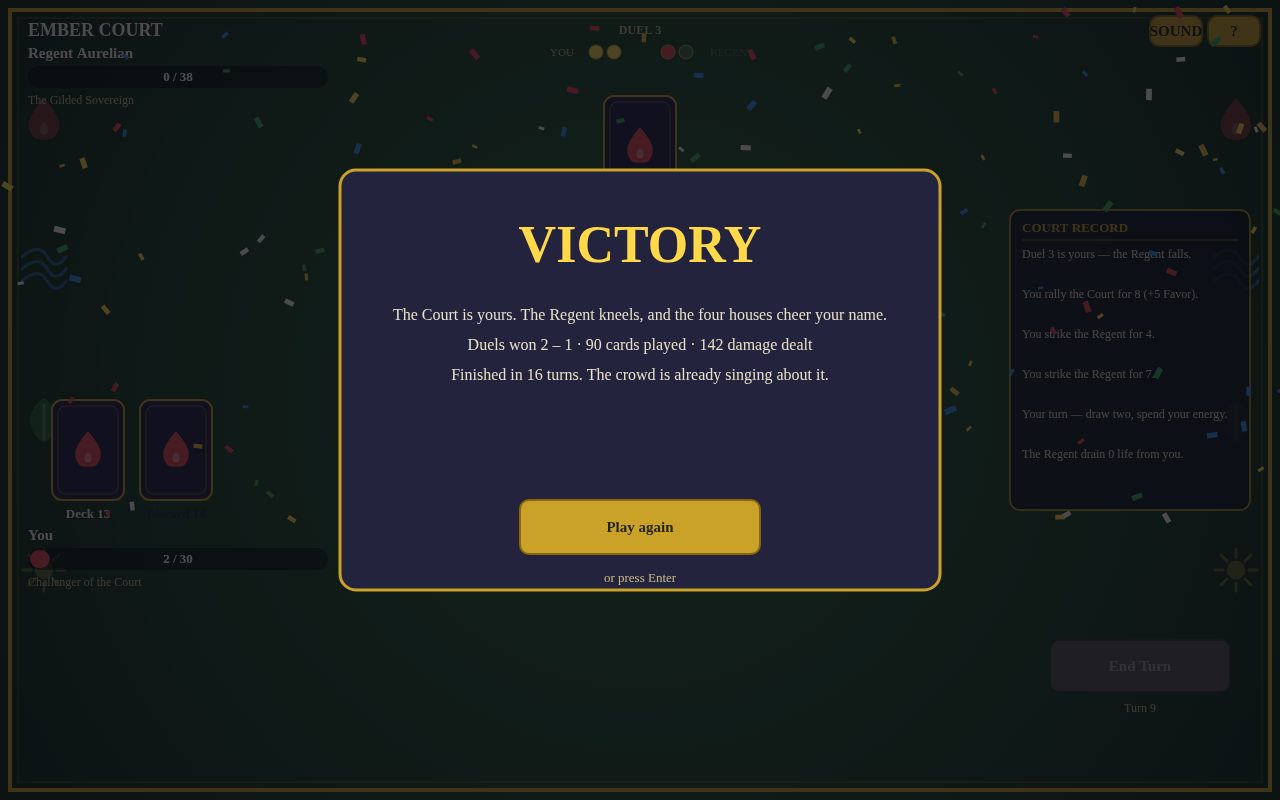 EMBER COURT
Regent Aurelian
0 / 38
The Gilded Sovereign
DUEL 3
YOU
REGENT
SOUND
?
VICTORY
The Court is yours. The Regent kneels, and the four houses cheer your name.
Duels won 2 – 1 · 90 cards played · 142 damage dealt
Finished in 16 turns. The crowd is already singing about it.
Play again
or press Enter
COURT RECORD
Duel 3 is yours — the Regent falls.
You rally the Court for 8 (+5 Favor).
You strike the Regent for 4.
You strike the Regent for 7.
Your turn — draw two, spend your energy.
The Regent drain 0 life from you.
Deck 13
Discard 14
You
2 / 30
Challenger of the Court
End Turn
Turn 9